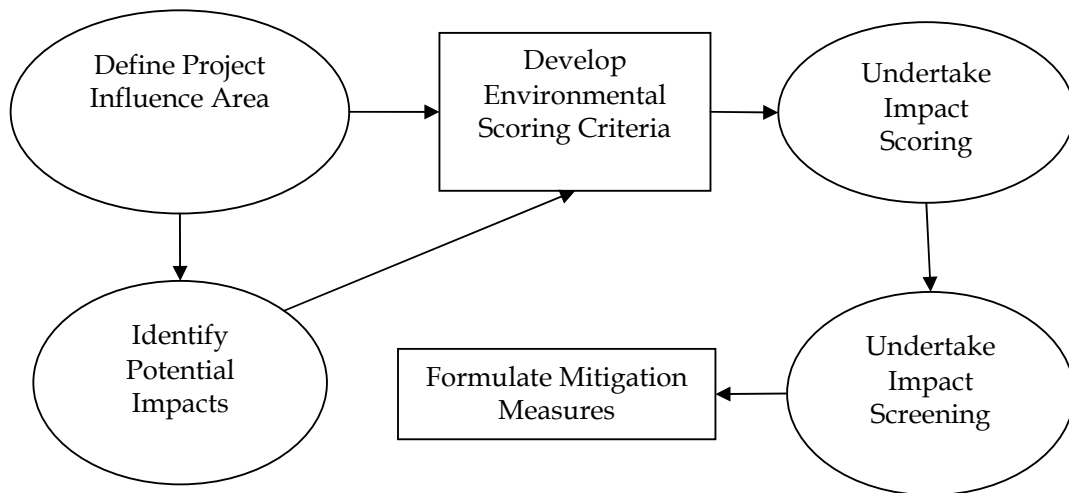 Define Project
Influence Area
Develop
Environmental
Scoring Criteria
Undertake
Impact
Scoring
Identify
Potential
Impacts
Formulate Mitigation
Measures
Undertake
Impact
Screening